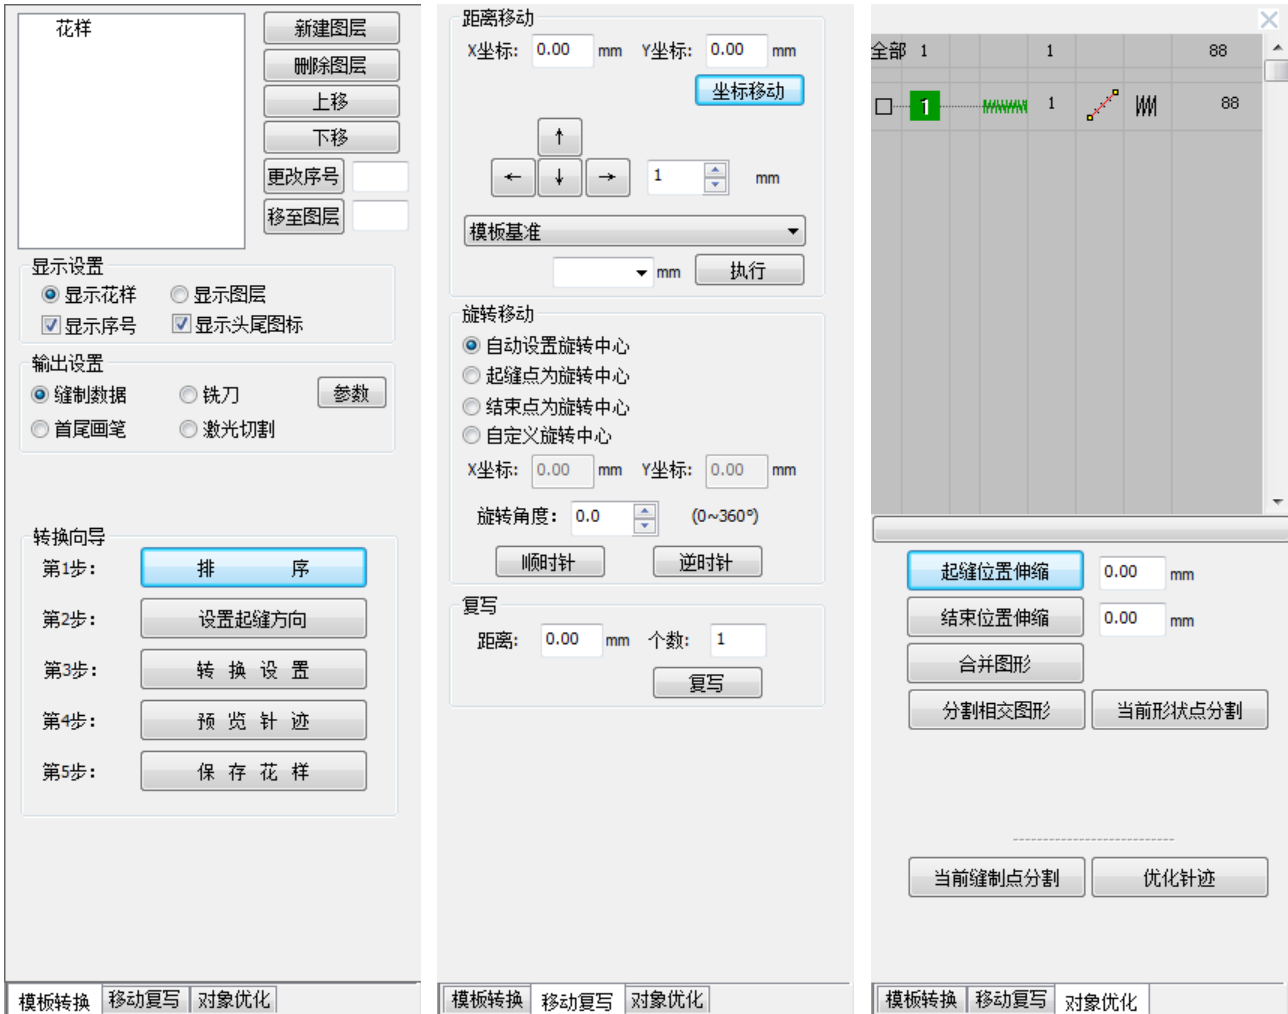 花样
新建图层
删除图层
上移
下移
更改序号
移至图层
显示设置
显示花样 显示图层
显示序号 显示头尾图标
输出设置
缝制数据 铣刀 参数
首尾画笔 激光切割
转换向导
第1步: 排 序
第2步: 设置起缝方向
第3步: 转 换 设 置
第4步: 预 览 针 迹
第5步: 保 存 花 样
模板转换 移动复写 对象优化
距离移动
X坐标: 0.00 mm Y坐标: 0.00 mm
坐标移动
↑
← ↓ → 1 mm
模板基准
mm 执行
旋转移动
自动设置旋转中心
起缝点为旋转中心
结束点为旋转中心
自定义旋转中心
X坐标: 0.00 mm Y坐标: 0.00 mm
旋转角度: 0.0 (0~360°)
顺时针 逆时针
复写
距离: 0.00 mm 个数: 1
复写
模板转换 移动复写 对象优化
全部 1 1 88
1 1 88
起缝位置伸缩 0.00 mm
结束位置伸缩 0.00 mm
合并图形
分割相交图形 当前形状点分割
当前缝制点分割 优化针迹
模板转换 移动复写 对象优化